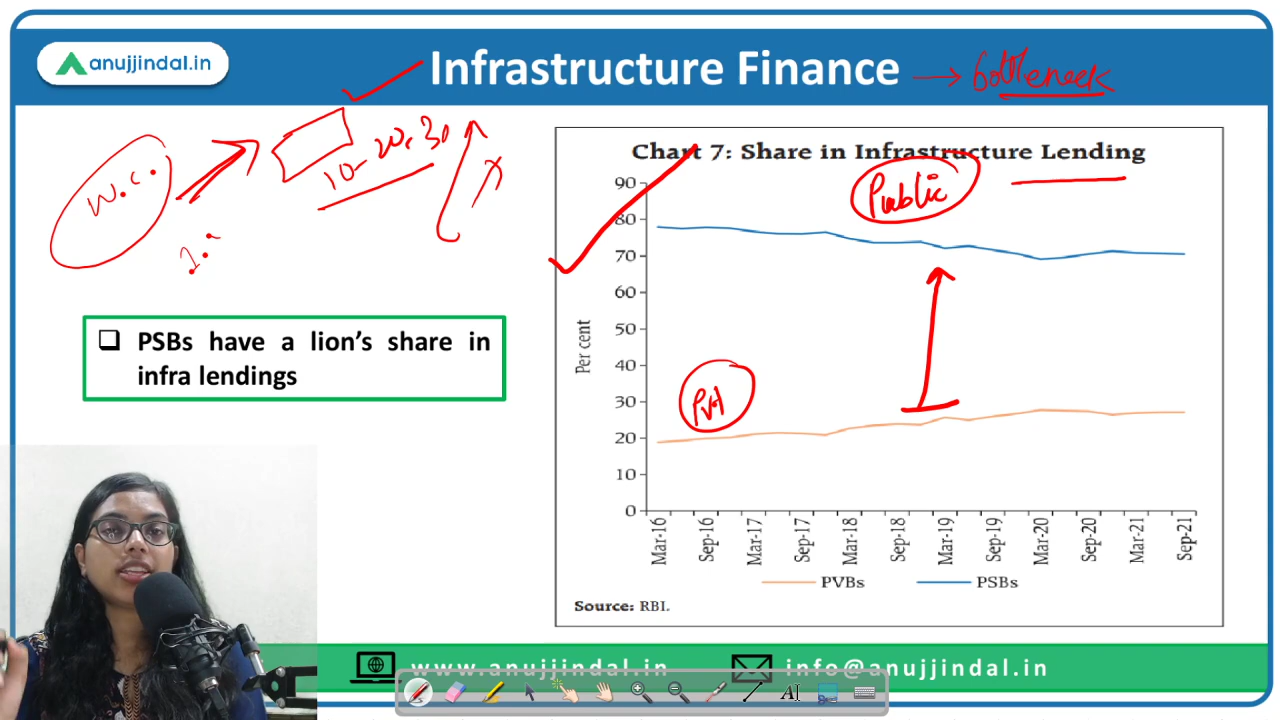 anujjindal.in
Infrastructure Finance
bottleneck
W.C.
10-20, 30
❑ PSBs have a lion’s share in
infra lendings
Chart 7: Share in Infrastructure Lending
Public
Pvt
Per cent
90
80
70
60
50
40
30
20
10
0
Mar-16
Sep-16
Mar-17
Sep-17
Mar-18
Sep-18
Mar-19
Sep-19
Mar-20
Sep-20
Mar-21
Sep-21
PVBs PSBs
Source: RBI.
www.anujjindal.in info@anujjindal.in